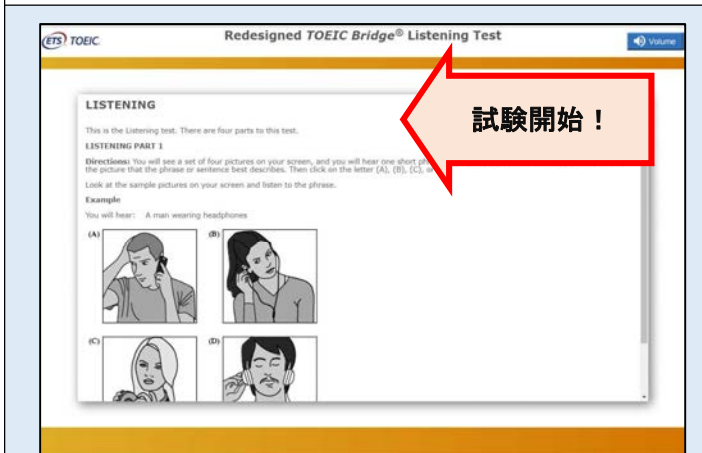 ETS TOEIC.
Redesigned TOEIC Bridge® Listening Test
Volume
試験開始！
LISTENING
This is the Listening test. There are four parts to this test.
LISTENING PART 1
Directions: You will see a set of four pictures on your screen, and you will hear one short
the picture that the phrase or sentence best describes. Then click on the letter (A), (B), (C),
Look at the sample pictures on your screen and listen to the phrase.
Example
You will hear: A man wearing headphones
(A)
(B)
(C)
(D)